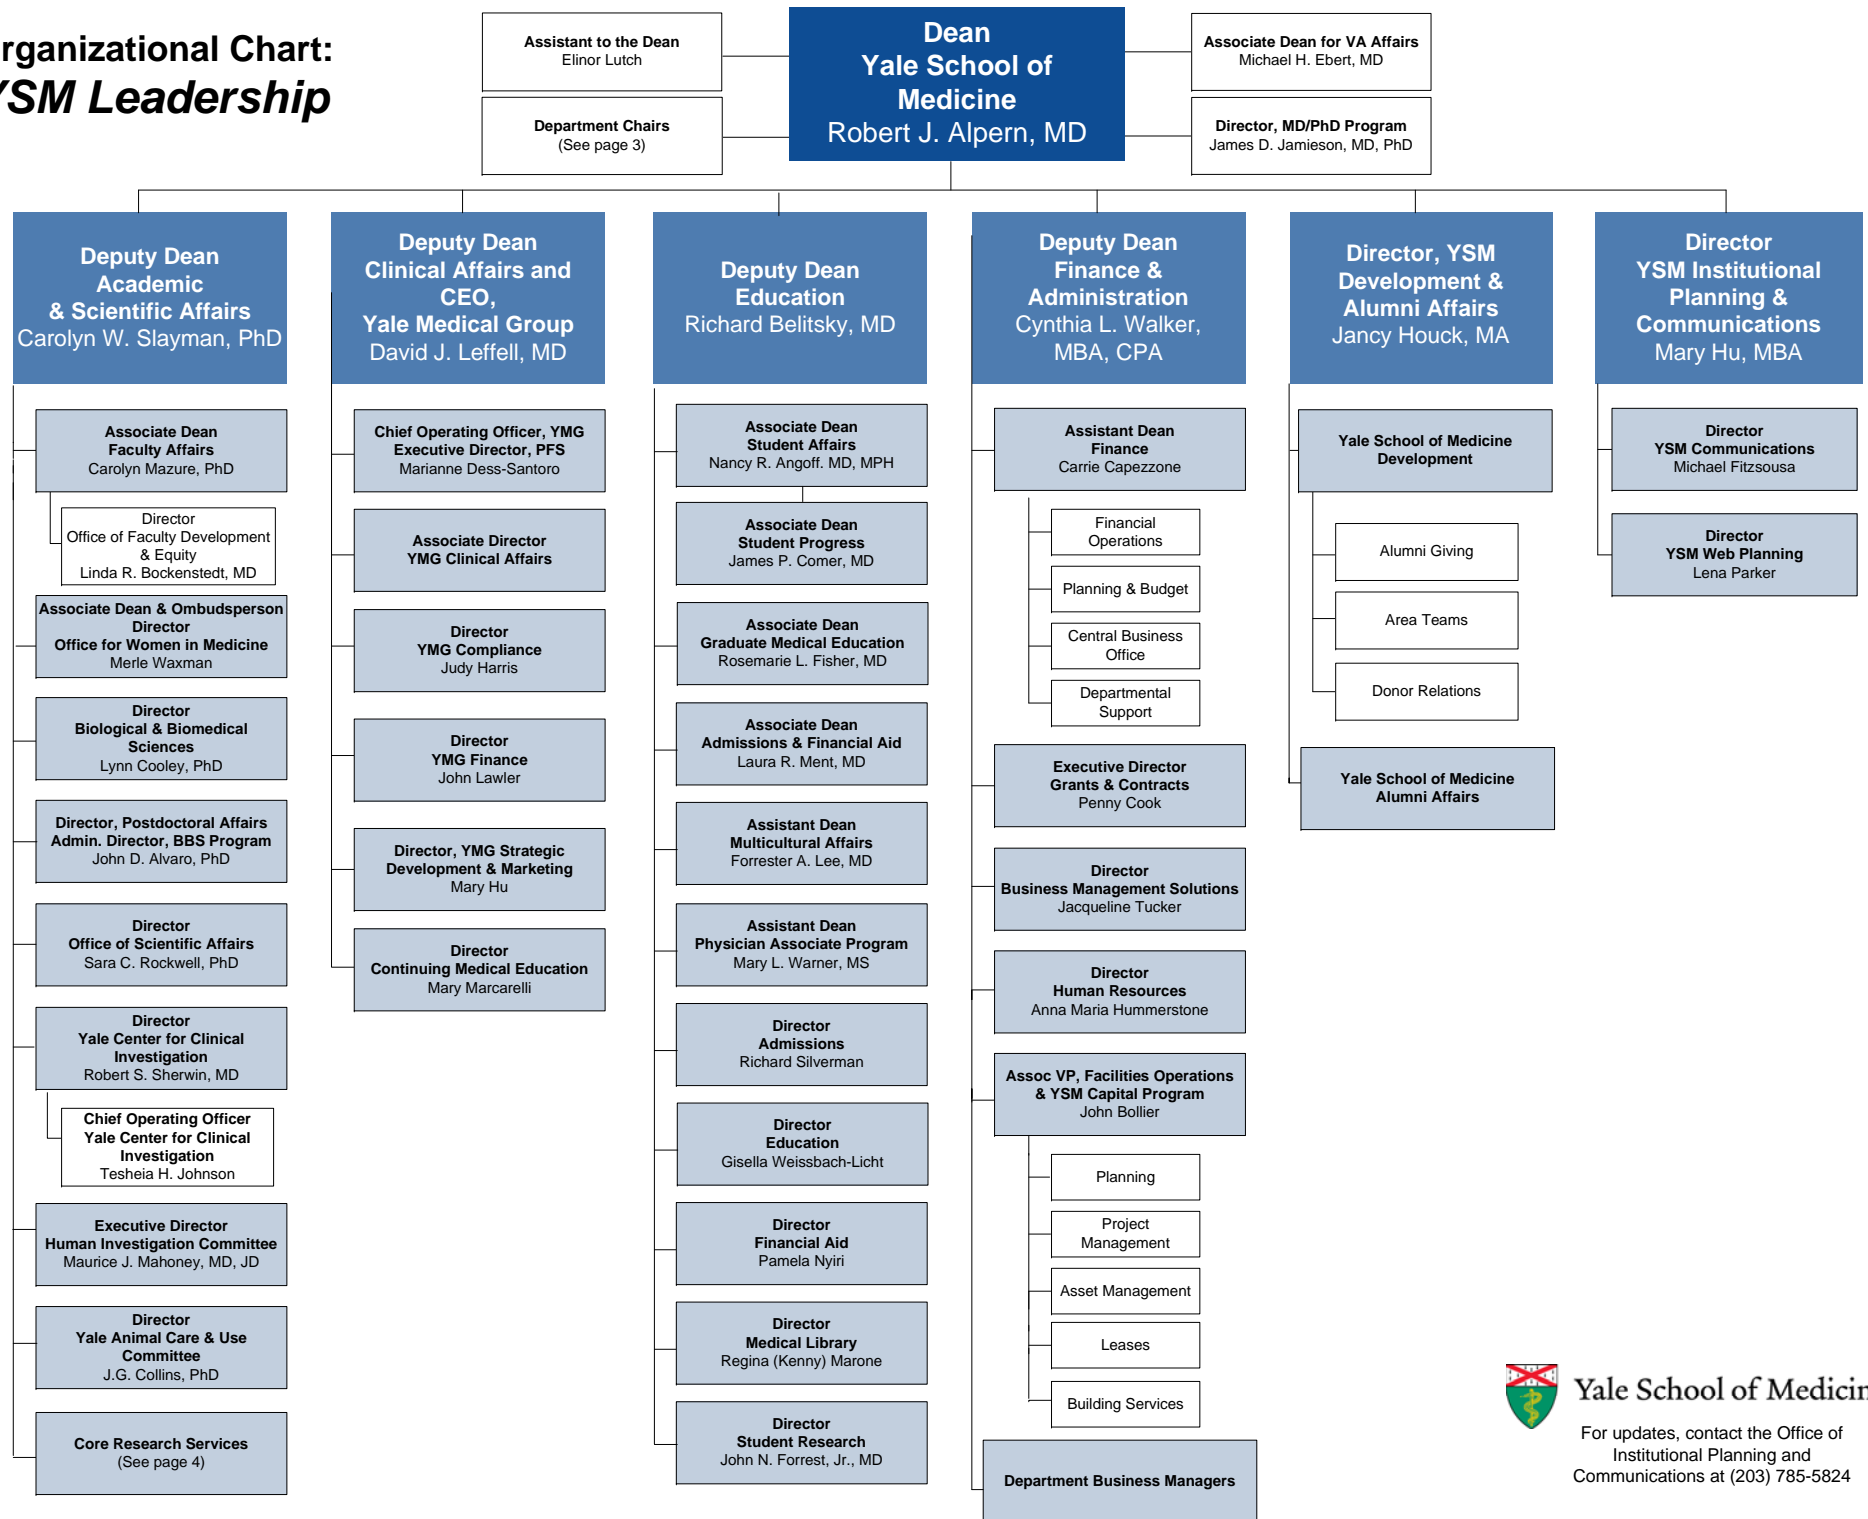 rganizational Chart:
YSM Leadership
Assistant to the Dean
Elinor Lutch
Department Chairs
(See page 3)
Dean
Yale School of
Medicine
Robert J. Alpern, MD
Associate Dean for VA Affairs
Michael H. Ebert, MD
Director, MD/PhD Program
James D. Jamieson, MD, PhD
Deputy Dean
Academic
& Scientific Affairs
Carolyn W. Slayman, PhD
Associate Dean
Faculty Affairs
Carolyn Mazure, PhD
Director
Office of Faculty Development
& Equity
Linda R. Bockenstedt, MD
Associate Dean & Ombudsperson
Director
Office for Women in Medicine
Merle Waxman
Director
Biological & Biomedical
Sciences
Lynn Cooley, PhD
Director, Postdoctoral Affairs
Admin. Director, BBS Program
John D. Alvaro, PhD
Director
Office of Scientific Affairs
Sara C. Rockwell, PhD
Director
Yale Center for Clinical
Investigation
Robert S. Sherwin, MD
Chief Operating Officer
Yale Center for Clinical
Investigation
Tesheia H. Johnson
Executive Director
Human Investigation Committee
Maurice J. Mahoney, MD, JD
Director
Yale Animal Care & Use
Committee
J.G. Collins, PhD
Core Research Services
(See page 4)
Deputy Dean
Clinical Affairs and
CEO,
Yale Medical Group
David J. Leffell, MD
Chief Operating Officer, YMG
Executive Director, PFS
Marianne Dess-Santoro
Associate Director
YMG Clinical Affairs
Director
YMG Compliance
Judy Harris
Director
YMG Finance
John Lawler
Director, YMG Strategic
Development & Marketing
Mary Hu
Director
Continuing Medical Education
Mary Marcarelli
Deputy Dean
Education
Richard Belitsky, MD
Associate Dean
Student Affairs
Nancy R. Angoff. MD, MPH
Associate Dean
Student Progress
James P. Comer, MD
Associate Dean
Graduate Medical Education
Rosemarie L. Fisher, MD
Associate Dean
Admissions & Financial Aid
Laura R. Ment, MD
Assistant Dean
Multicultural Affairs
Forrester A. Lee, MD
Assistant Dean
Physician Associate Program
Mary L. Warner, MS
Director
Admissions
Richard Silverman
Director
Education
Gisella Weissbach-Licht
Director
Financial Aid
Pamela Nyiri
Director
Medical Library
Regina (Kenny) Marone
Director
Student Research
John N. Forrest, Jr., MD
Deputy Dean
Finance &
Administration
Cynthia L. Walker,
MBA, CPA
Assistant Dean
Finance
Carrie Capezzone
Financial
Operations
Planning & Budget
Central Business
Office
Departmental
Support
Executive Director
Grants & Contracts
Penny Cook
Director
Business Management Solutions
Jacqueline Tucker
Director
Human Resources
Anna Maria Hummerstone
Assoc VP, Facilities Operations
& YSM Capital Program
John Bollier
Planning
Project
Management
Asset Management
Leases
Building Services
Department Business Managers
Director, YSM
Development &
Alumni Affairs
Jancy Houck, MA
Yale School of Medicine
Development
Alumni Giving
Area Teams
Donor Relations
Yale School of Medicine
Alumni Affairs
Director
YSM Institutional
Planning &
Communications
Mary Hu, MBA
Director
YSM Communications
Michael Fitzsousa
Director
YSM Web Planning
Lena Parker
Yale School of Medicin
For updates, contact the Office of
Institutional Planning and
Communications at (203) 785-5824